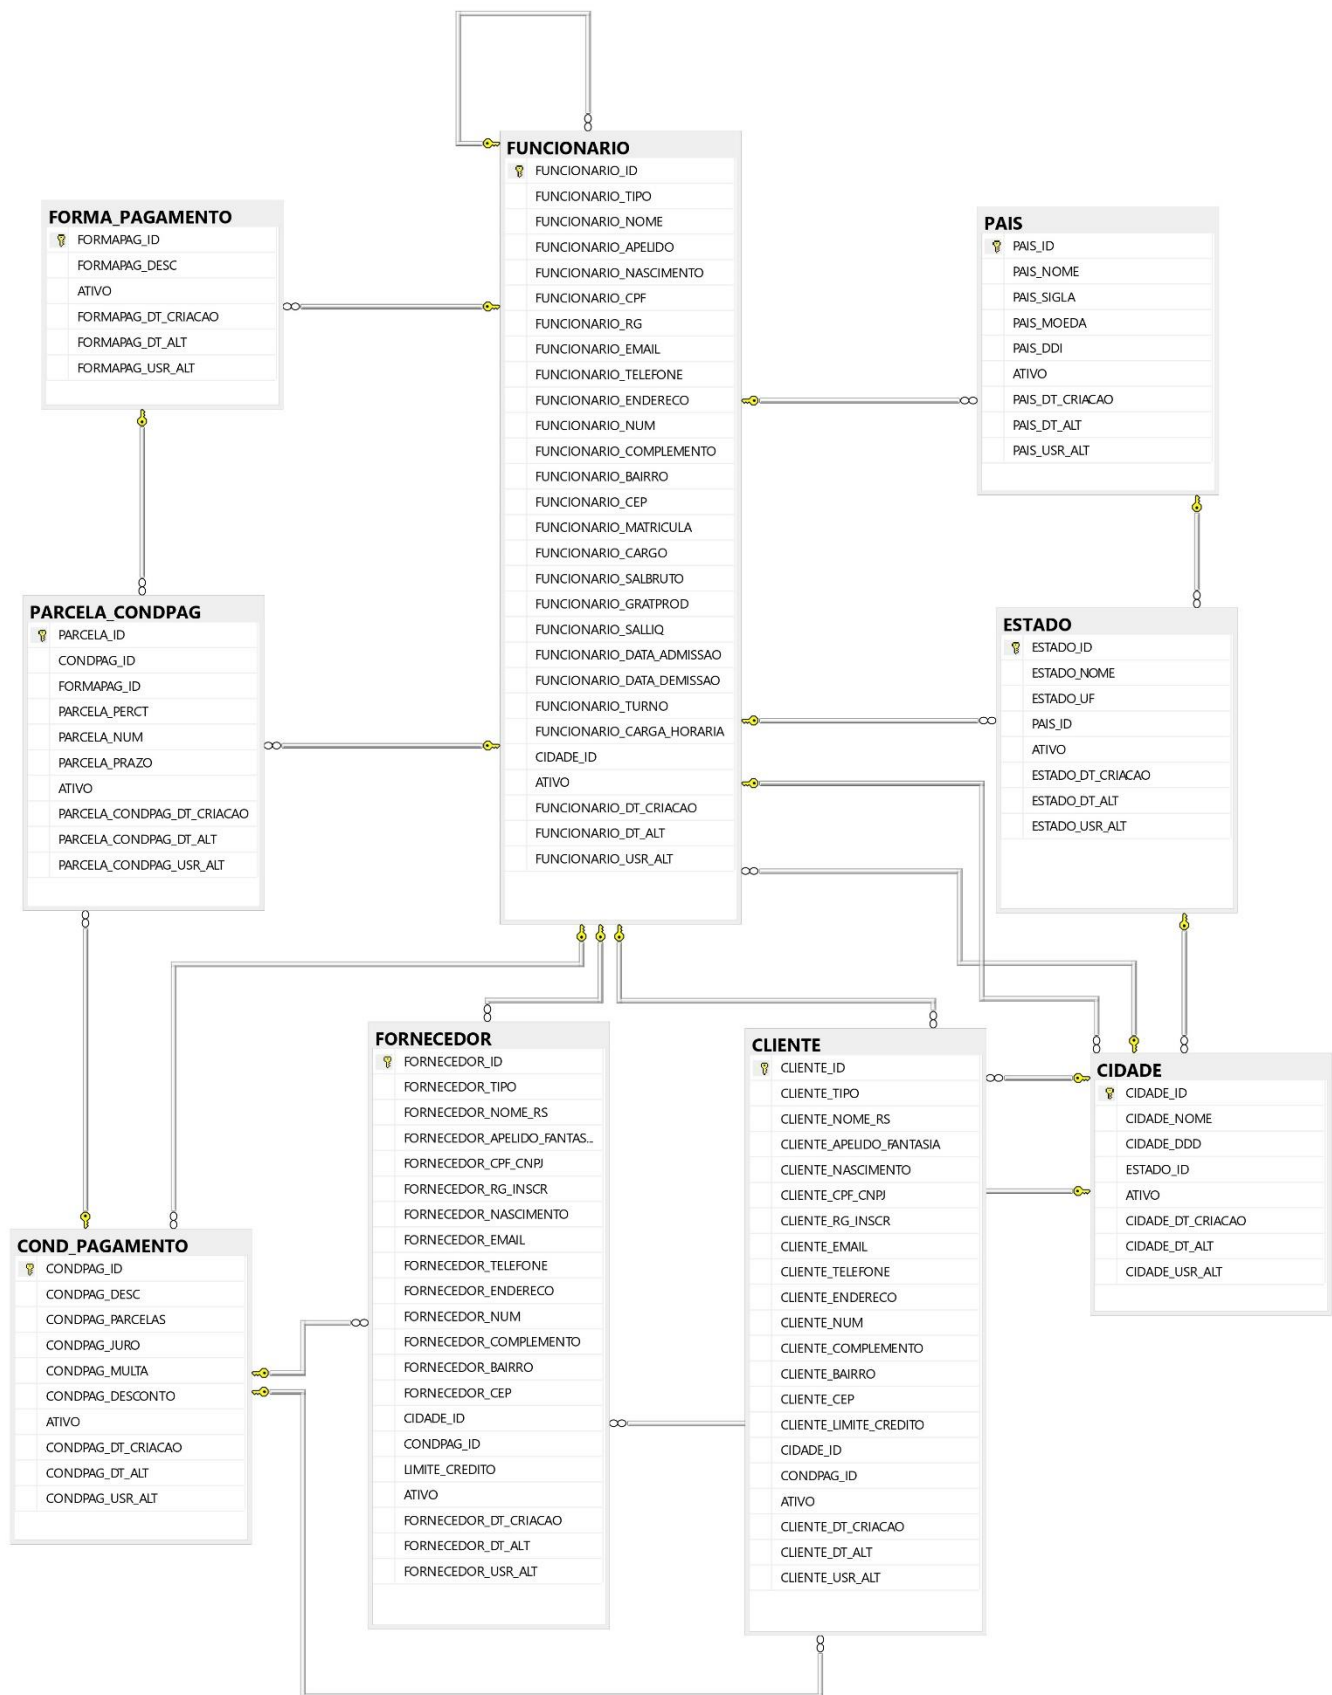 FUNCIONARIO
FUNCIONARIO_ID
FUNCIONARIO_TIPO
FUNCIONARIO_NOME
FUNCIONARIO_APELIDO
FUNCIONARIO_NASCIMENTO
FUNCIONARIO_CPF
FUNCIONARIO_RG
FUNCIONARIO_EMAIL
FUNCIONARIO_TELEFONE
FUNCIONARIO_ENDERECO
FUNCIONARIO_NUM
FUNCIONARIO_COMPLEMENTO
FUNCIONARIO_BAIRRO
FUNCIONARIO_CEP
FUNCIONARIO_MATRICULA
FUNCIONARIO_CARGO
FUNCIONARIO_SALBRUTO
FUNCIONARIO_GRATPROD
FUNCIONARIO_SALLIQ
FUNCIONARIO_DATA_ADMISSAO
FUNCIONARIO_DATA_DEMISSAO
FUNCIONARIO_TURNO
FUNCIONARIO_CARGA_HORARIA
CIDADE_ID
ATIVO
FUNCIONARIO_DT_CRIACAO
FUNCIONARIO_DT_ALT
FUNCIONARIO_USR_ALT
FORMA_PAGAMENTO
FORMAPAG_ID
FORMAPAG_DESC
ATIVO
FORMAPAG_DT_CRIACAO
FORMAPAG_DT_ALT
FORMAPAG_USR_ALT
PAIS
PAIS_ID
PAIS_NOME
PAIS_SIGLA
PAIS_MOEDA
PAIS_DDI
ATIVO
PAIS_DT_CRIACAO
PAIS_DT_ALT
PAIS_USR_ALT
PARCELA_CONDPAG
PARCELA_ID
CONDPAG_ID
FORMAPAG_ID
PARCELA_PERCT
PARCELA_NUM
PARCELA_PRAZO
ATIVO
PARCELA_CONDPAG_DT_CRIACAO
PARCELA_CONDPAG_DT_ALT
PARCELA_CONDPAG_USR_ALT
ESTADO
ESTADO_ID
ESTADO_NOME
ESTADO_UF
PAIS_ID
ATIVO
ESTADO_DT_CRIACAO
ESTADO_DT_ALT
ESTADO_USR_ALT
FORNECEDOR
FORNECEDOR_ID
FORNECEDOR_TIPO
FORNECEDOR_NOME_RS
FORNECEDOR_APELIDO_FANTAS...
FORNECEDOR_CPF_CNPJ
FORNECEDOR_RG_INSCR
FORNECEDOR_NASCIMENTO
FORNECEDOR_EMAIL
FORNECEDOR_TELEFONE
FORNECEDOR_ENDERECO
FORNECEDOR_NUM
FORNECEDOR_COMPLEMENTO
FORNECEDOR_BAIRRO
FORNECEDOR_CEP
CIDADE_ID
CONDPAG_ID
LIMITE_CREDITO
ATIVO
FORNECEDOR_DT_CRIACAO
FORNECEDOR_DT_ALT
FORNECEDOR_USR_ALT
CLIENTE
CLIENTE_ID
CLIENTE_TIPO
CLIENTE_NOME_RS
CLIENTE_APELIDO_FANTASIA
CLIENTE_NASCIMENTO
CLIENTE_CPF_CNPJ
CLIENTE_RG_INSCR
CLIENTE_EMAIL
CLIENTE_TELEFONE
CLIENTE_ENDERECO
CLIENTE_NUM
CLIENTE_COMPLEMENTO
CLIENTE_BAIRRO
CLIENTE_CEP
CLIENTE_LIMITE_CREDITO
CIDADE_ID
CONDPAG_ID
ATIVO
CLIENTE_DT_CRIACAO
CLIENTE_DT_ALT
CLIENTE_USR_ALT
CIDADE
CIDADE_ID
CIDADE_NOME
CIDADE_DDD
ESTADO_ID
ATIVO
CIDADE_DT_CRIACAO
CIDADE_DT_ALT
CIDADE_USR_ALT
COND_PAGAMENTO
CONDPAG_ID
CONDPAG_DESC
CONDPAG_PARCELAS
CONDPAG_JURO
CONDPAG_MULTA
CONDPAG_DESCONTO
ATIVO
CONDPAG_DT_CRIACAO
CONDPAG_DT_ALT
CONDPAG_USR_ALT